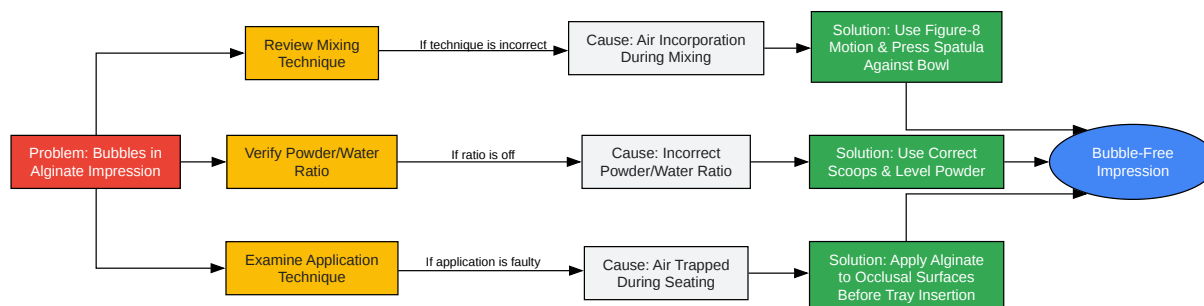 Review Mixing
Technique
If technique is incorrect
Cause: Air Incorporation
During Mixing
Solution: Use Figure-8
Motion & Press Spatula
Against Bowl
Problem: Bubbles in
Alginate Impression
Verify Powder/Water
Ratio
If ratio is off
Cause: Incorrect
Powder/Water Ratio
Solution: Use Correct
Scoops & Level Powder
Bubble-Free
Impression
Examine Application
Technique
If application is faulty
Cause: Air Trapped
During Seating
Solution: Apply Alginate
to Occlusal Surfaces
Before Tray Insertion